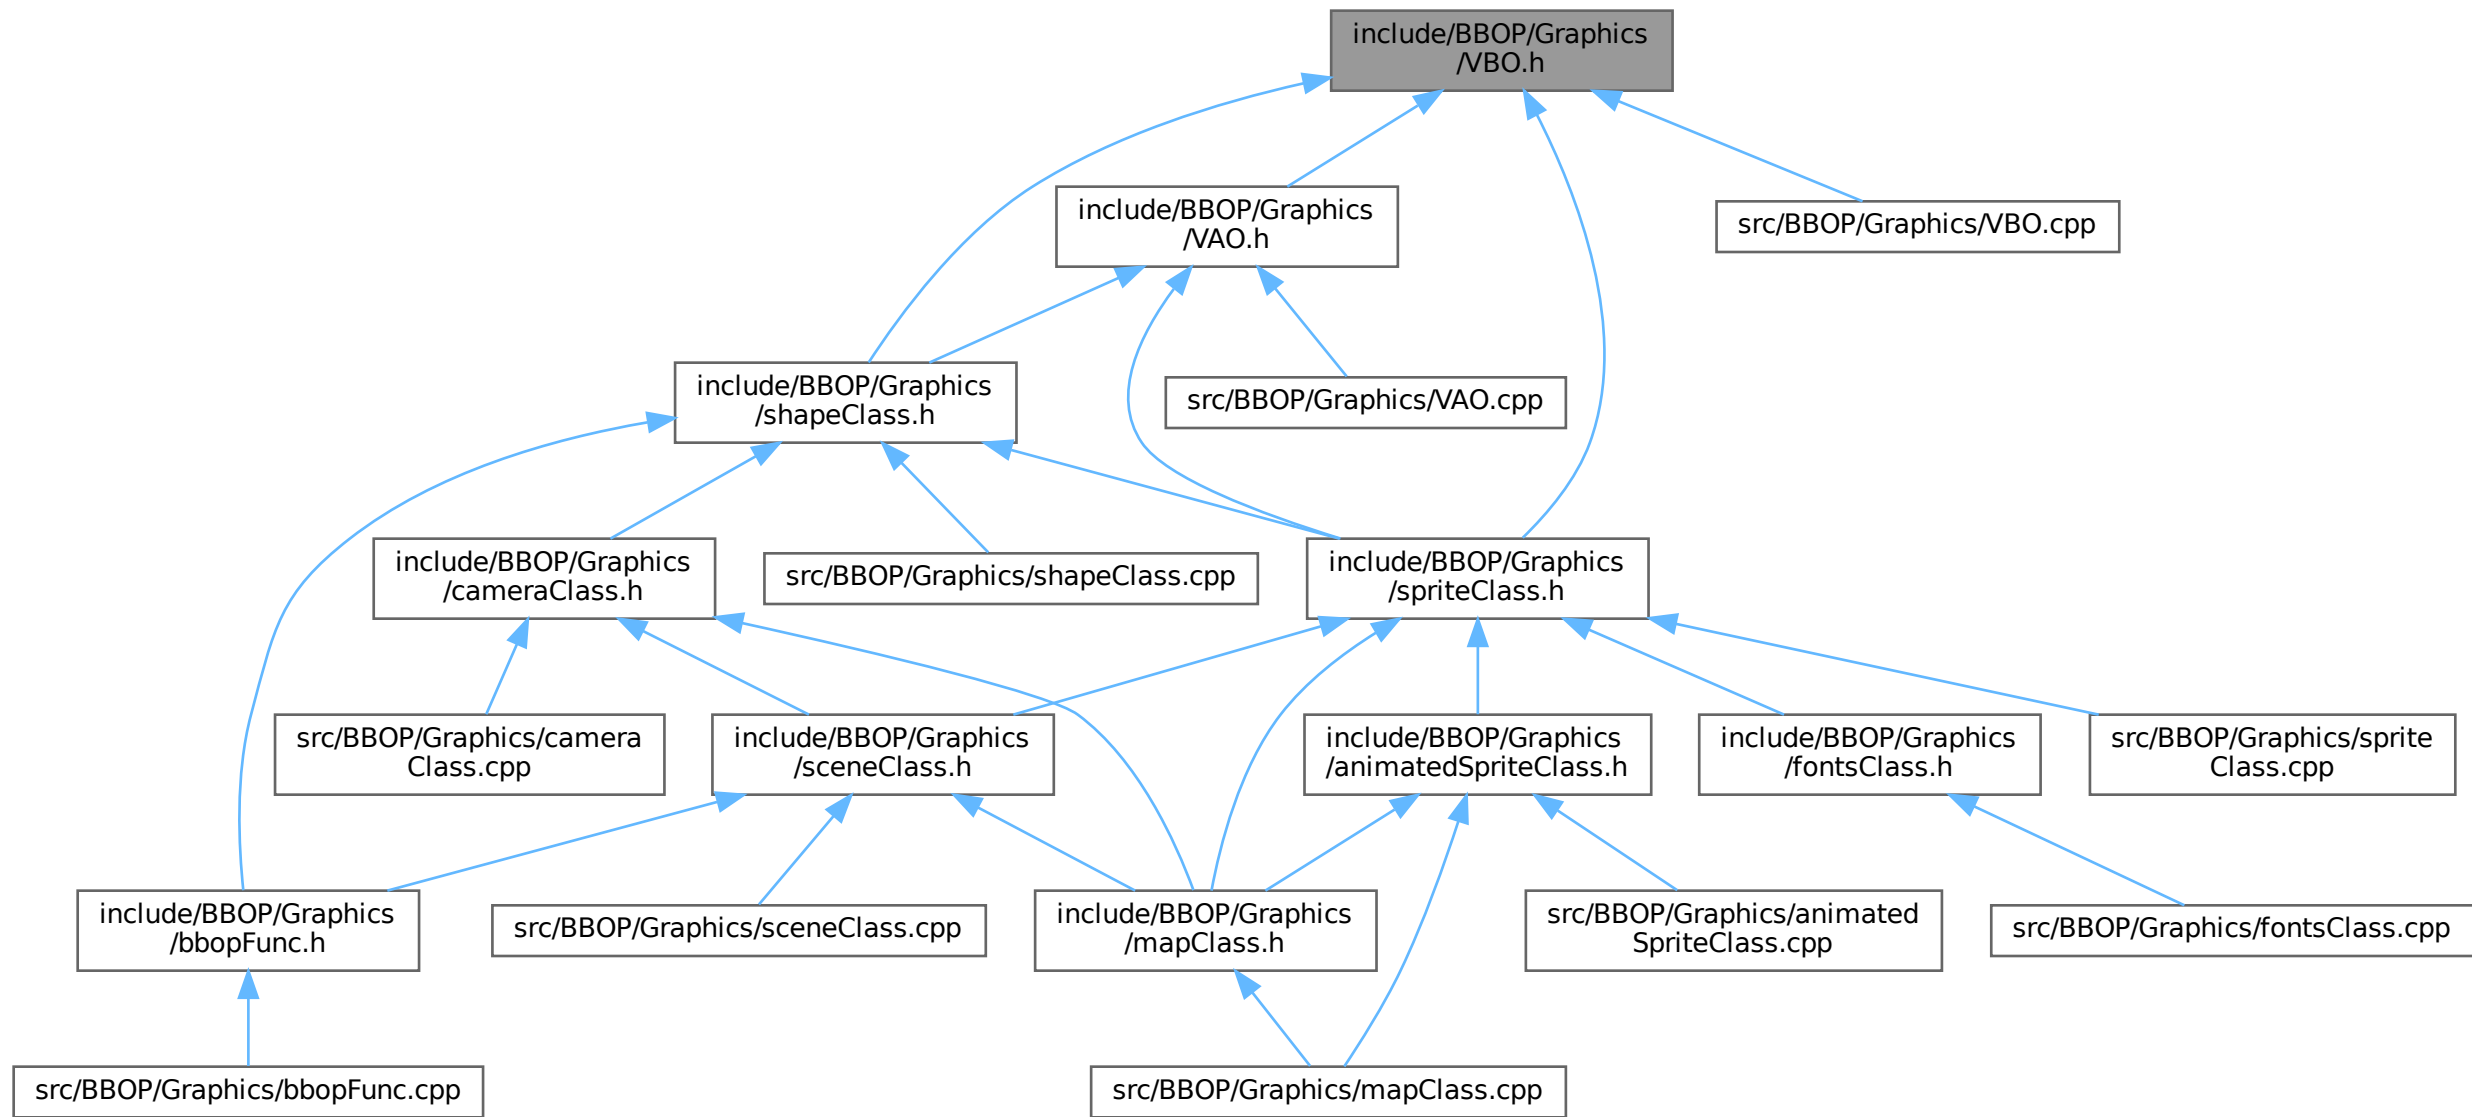 include/BBOP/Graphics
/VBO.h
include/BBOP/Graphics
/VAO.h
src/BBOP/Graphics/VBO.cpp
include/BBOP/Graphics
/shapeClass.h
src/BBOP/Graphics/VAO.cpp
include/BBOP/Graphics
/cameraClass.h
src/BBOP/Graphics/shapeClass.cpp
include/BBOP/Graphics
/spriteClass.h
src/BBOP/Graphics/camera
Class.cpp
include/BBOP/Graphics
/sceneClass.h
include/BBOP/Graphics
/animatedSpriteClass.h
include/BBOP/Graphics
/fontsClass.h
src/BBOP/Graphics/sprite
Class.cpp
include/BBOP/Graphics
/bbopFunc.h
src/BBOP/Graphics/sceneClass.cpp
include/BBOP/Graphics
/mapClass.h
src/BBOP/Graphics/animated
SpriteClass.cpp
src/BBOP/Graphics/fontsClass.cpp
src/BBOP/Graphics/bbopFunc.cpp
src/BBOP/Graphics/mapClass.cpp